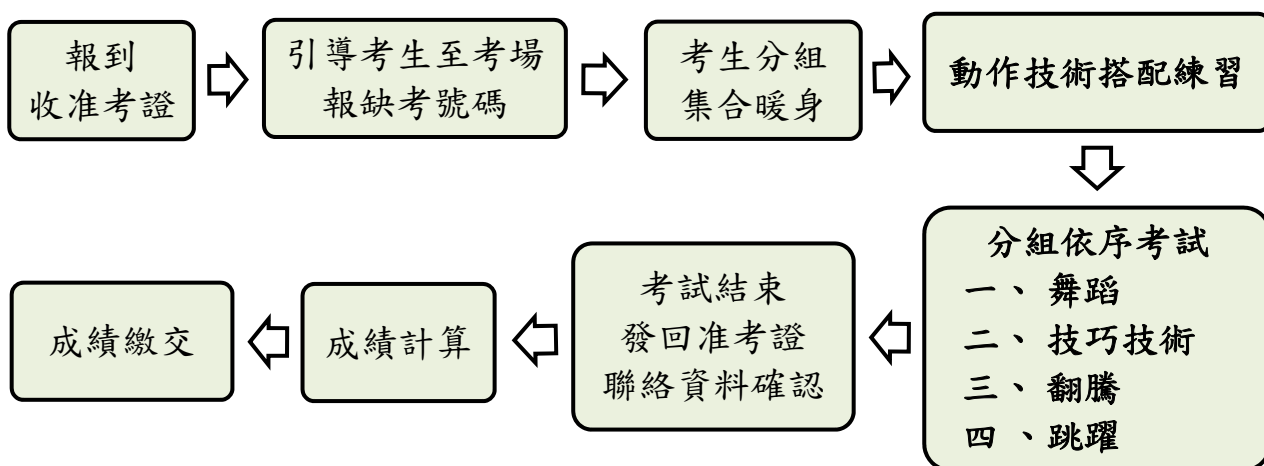 報到
收准考證
引導考生至考場
報缺考號碼
考生分組
集合暖身
動作技術搭配練習
分組依序考試
一、 舞蹈
二、 技巧技術
三、 翻騰
四 、跳躍
考試結束
發回准考證
聯絡資料確認
成績計算
成績繳交